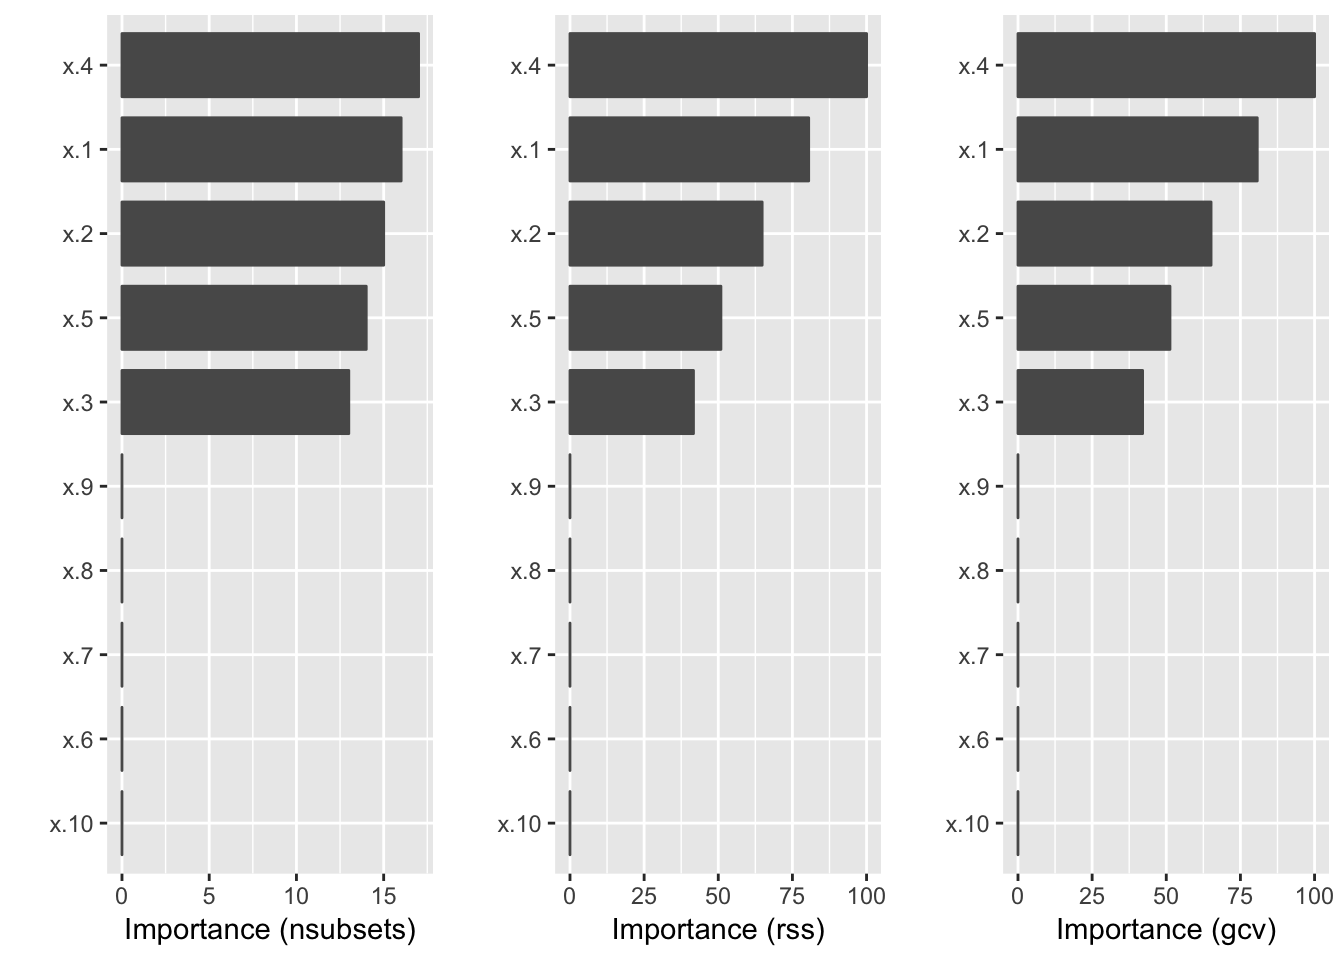 x.4
x.1
x.2
x.5
x.3
x.9
x.8
x.7
x.6
x.10
0 5 10 15
Importance (nsubsets)
x.4
x.1
x.2
x.5
x.3
x.9
x.8
x.7
x.6
x.10
0 25 50 75 100
Importance (rss)
x.4
x.1
x.2
x.5
x.3
x.9
x.8
x.7
x.6
x.10
0 25 50 75 100
Importance (gcv)